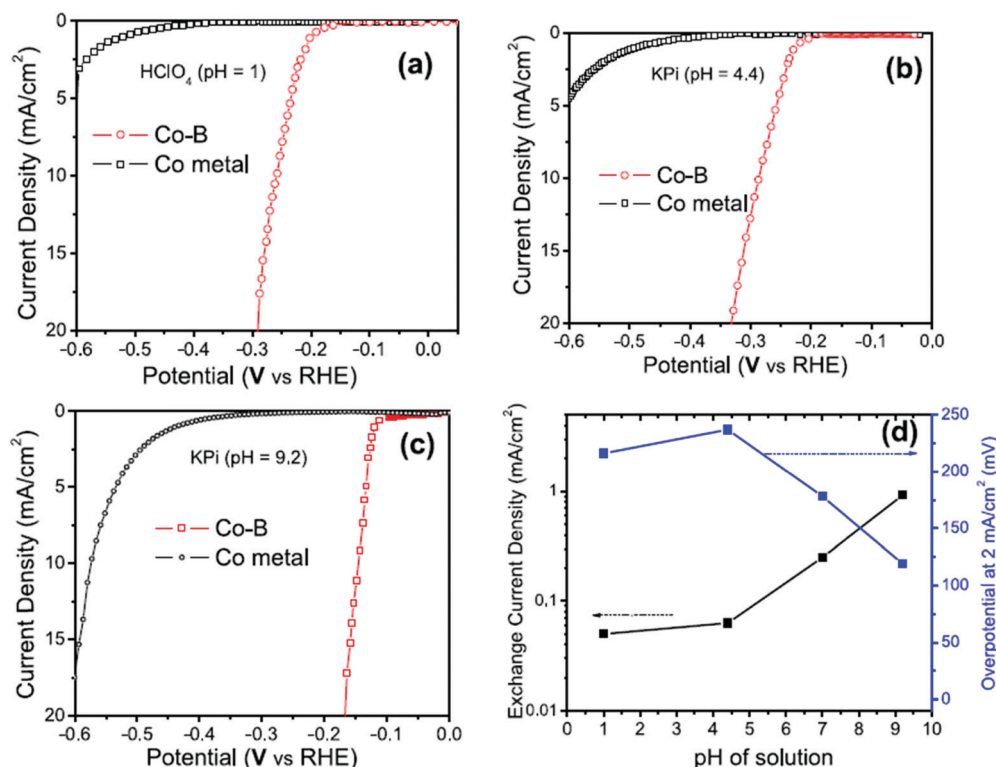 (a)
HClO₄ (pH = 1)
Co-B
Co metal
Current Density (mA/cm²)
0
5
10
15
20
-0.6 -0.5 -0.4 -0.3 -0.2 -0.1 0.0
Potential (V vs RHE)
(b)
KPi (pH = 4.4)
Co-B
Co metal
Current Density (mA/cm²)
0
5
10
15
20
-0.6 -0.5 -0.4 -0.3 -0.2 -0.1 0.0
Potential (V vs RHE)
(c)
KPi (pH = 9.2)
Co-B
Co metal
Current Density (mA/cm²)
0
5
10
15
20
-0.6 -0.5 -0.4 -0.3 -0.2 -0.1 0.0
Potential (V vs RHE)
(d)
Exchange Current Density (mA/cm²)
1
0.1
0.01
0 1 2 3 4 5 6 7 8 9 10
pH of solution
250
200
150
100
50
0
Overpotential at 2 mA/cm² (mV)